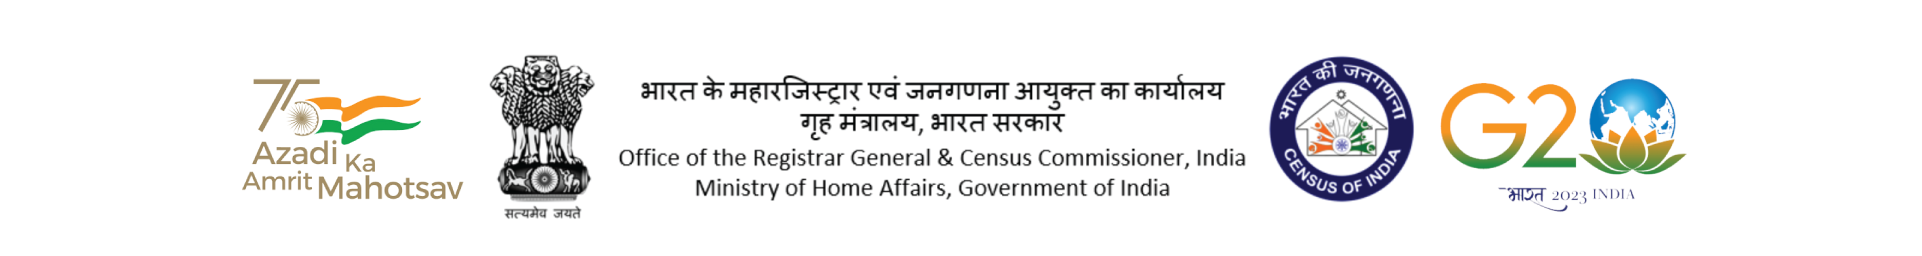 75
Azadi Ka
Amrit Mahotsav
सत्यमेव जयते
भारत के महारजिस्ट्रार एवं जनगणना आयुक्त का कार्यालय
गृह मंत्रालय, भारत सरकार
Office of the Registrar General & Census Commissioner, India
Ministry of Home Affairs, Government of India
भारत की जनगणना
CENSUS OF INDIA
G20
भारत 2023 INDIA